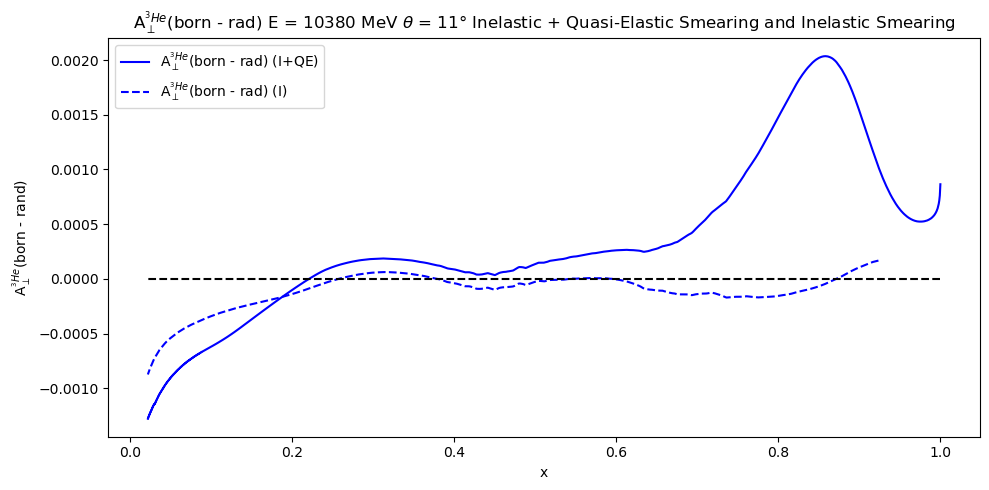 A⊥³ᴴᵉ(born - rad) E = 10380 MeV θ = 11° Inelastic + Quasi-Elastic Smearing and Inelastic Smearing
A⊥³ᴴᵉ(born - rad) (I+QE)
A⊥³ᴴᵉ(born - rad) (I)
A⊥³ᴴᵉ(born - rand)
0.0020
0.0015
0.0010
0.0005
0.0000
−0.0005
−0.0010
0.0 0.2 0.4 0.6 0.8 1.0
x